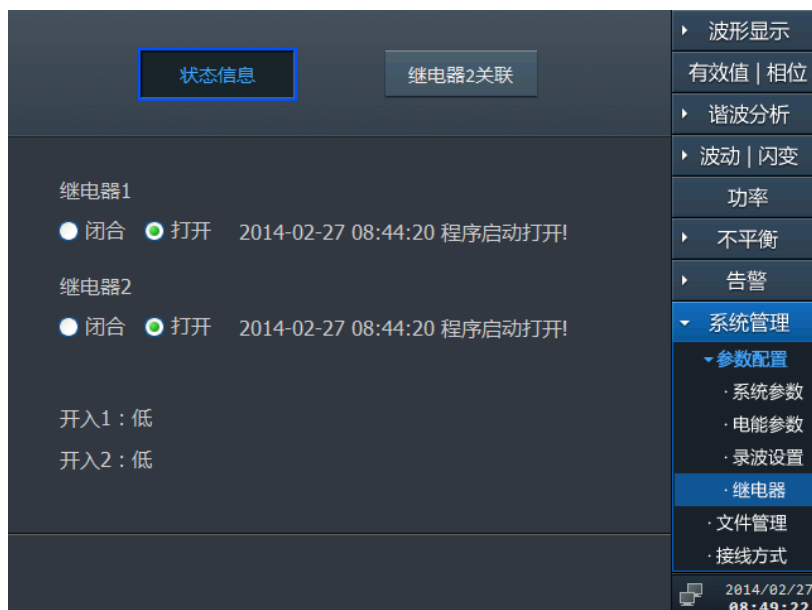 状态信息
继电器2关联
继电器1
闭合 打开 2014-02-27 08:44:20 程序启动打开!
继电器2
闭合 打开 2014-02-27 08:44:20 程序启动打开!
开入1：低
开入2：低
波形显示
有效值 | 相位
谐波分析
波动 | 闪变
功率
不平衡
告警
系统管理
参数配置
·系统参数
·电能参数
·录波设置
·继电器
·文件管理
·接线方式
2014/02/27
08:49:22